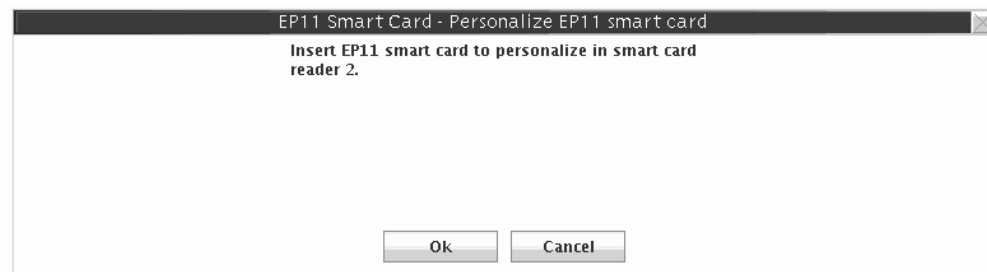 EP11 Smart Card - Personalize EP11 smart card
Insert EP11 smart card to personalize in smart card
reader 2.
Ok Cancel